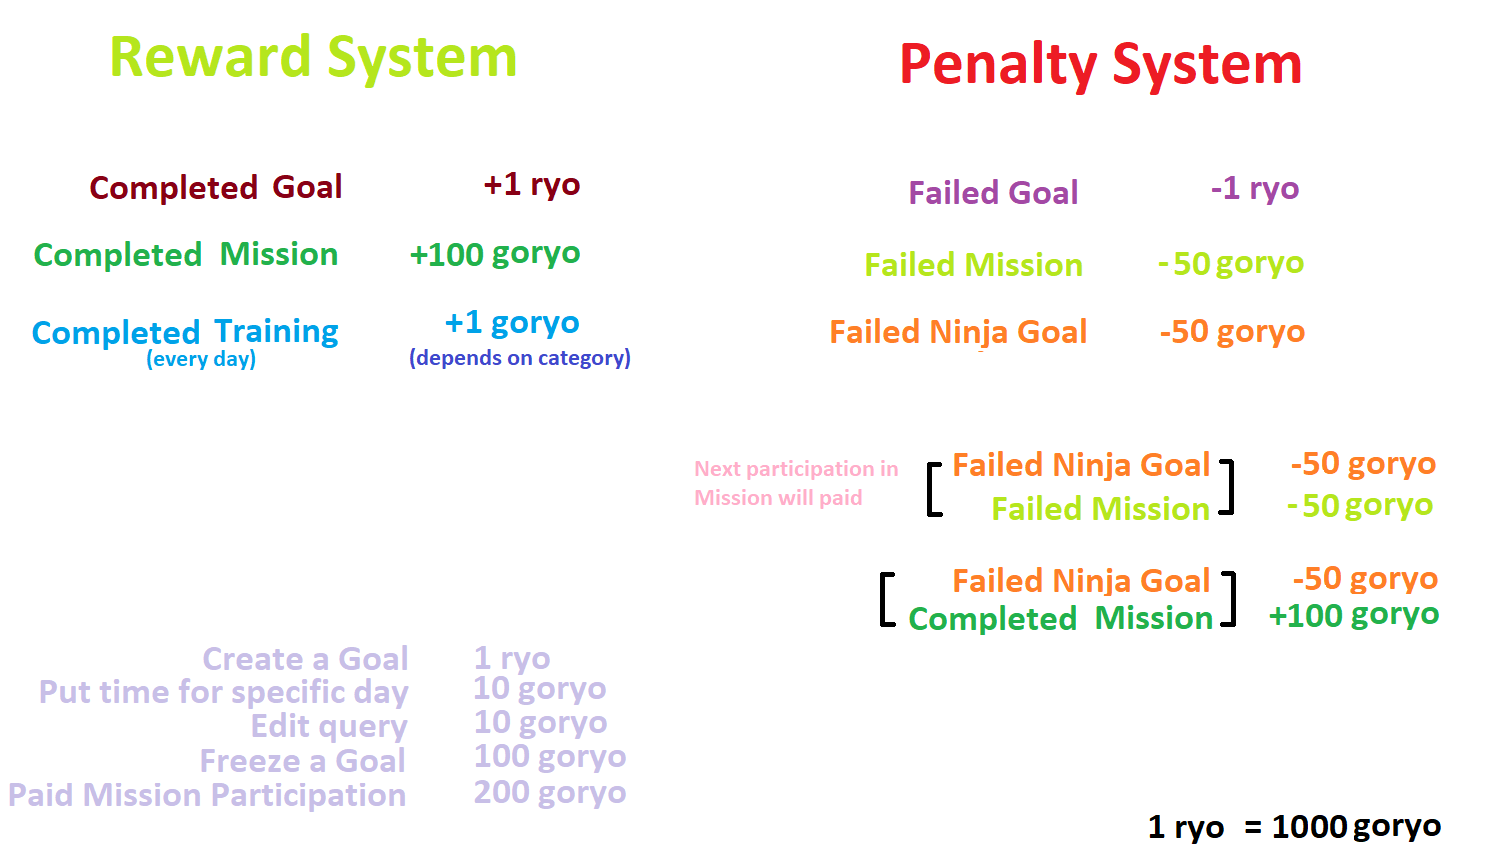 Reward System
Completed Goal +1 ryo
Completed Mission +100 goryo
Completed Training +1 goryo
(every day) (depends on category)
Create a Goal 1 ryo
Put time for specific day 10 goryo
Edit query 10 goryo
Freeze a Goal 100 goryo
Paid Mission Participation 200 goryo
Penalty System
Failed Goal -1 ryo
Failed Mission -50 goryo
Failed Ninja Goal -50 goryo
Next participation in
Mission will paid
[ Failed Ninja Goal ] -50 goryo
Failed Mission -50 goryo
[ Failed Ninja Goal ] -50 goryo
Completed Mission +100 goryo
1 ryo = 1000 goryo